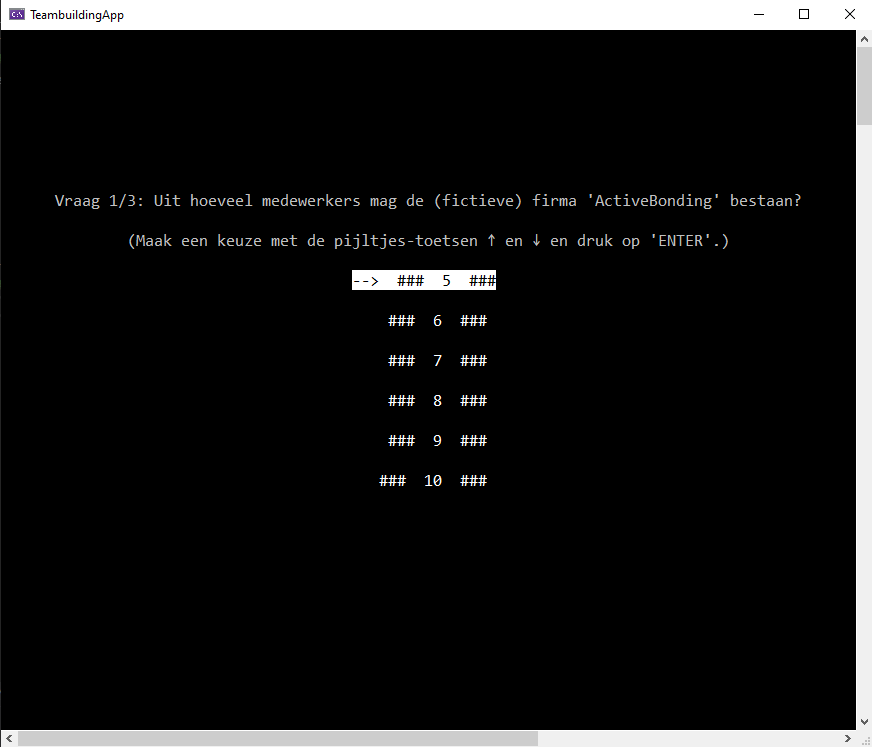 TeambuildingApp
Vraag 1/3: Uit hoeveel medewerkers mag de (fictieve) firma 'ActiveBonding' bestaan?
(Maak een keuze met de pijltjes-toetsen ↑ en ↓ en druk op 'ENTER'.)
--> ### 5 ###
### 6 ###
### 7 ###
### 8 ###
### 9 ###
### 10 ###